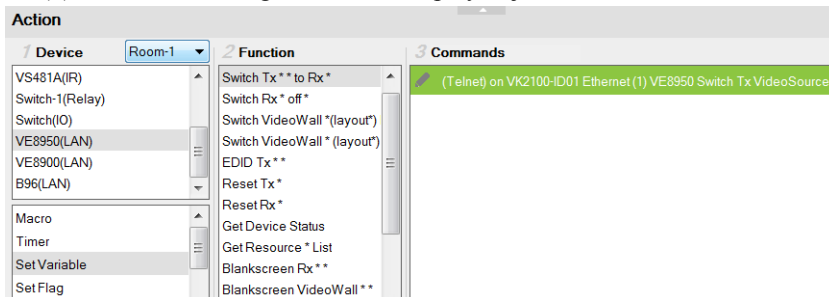 Action
1 Device Room-1
VS481A(IR)
Switch-1(Relay)
Switch(IO)
VE8950(LAN)
VE8900(LAN)
B96(LAN)
Macro
Timer
Set Variable
Set Flag
2 Function
Switch Tx * * to Rx *
Switch Rx * off *
Switch VideoWall *(layout*)
Switch VideoWall * (layout*)
EDID Tx * *
Reset Tx *
Reset Rx *
Get Device Status
Get Resource * List
Blankscreen Rx * *
Blankscreen VideoWall * *
3 Commands
(Telnet) on VK2100-ID01 Ethernet (1) VE8950 Switch Tx VideoSource